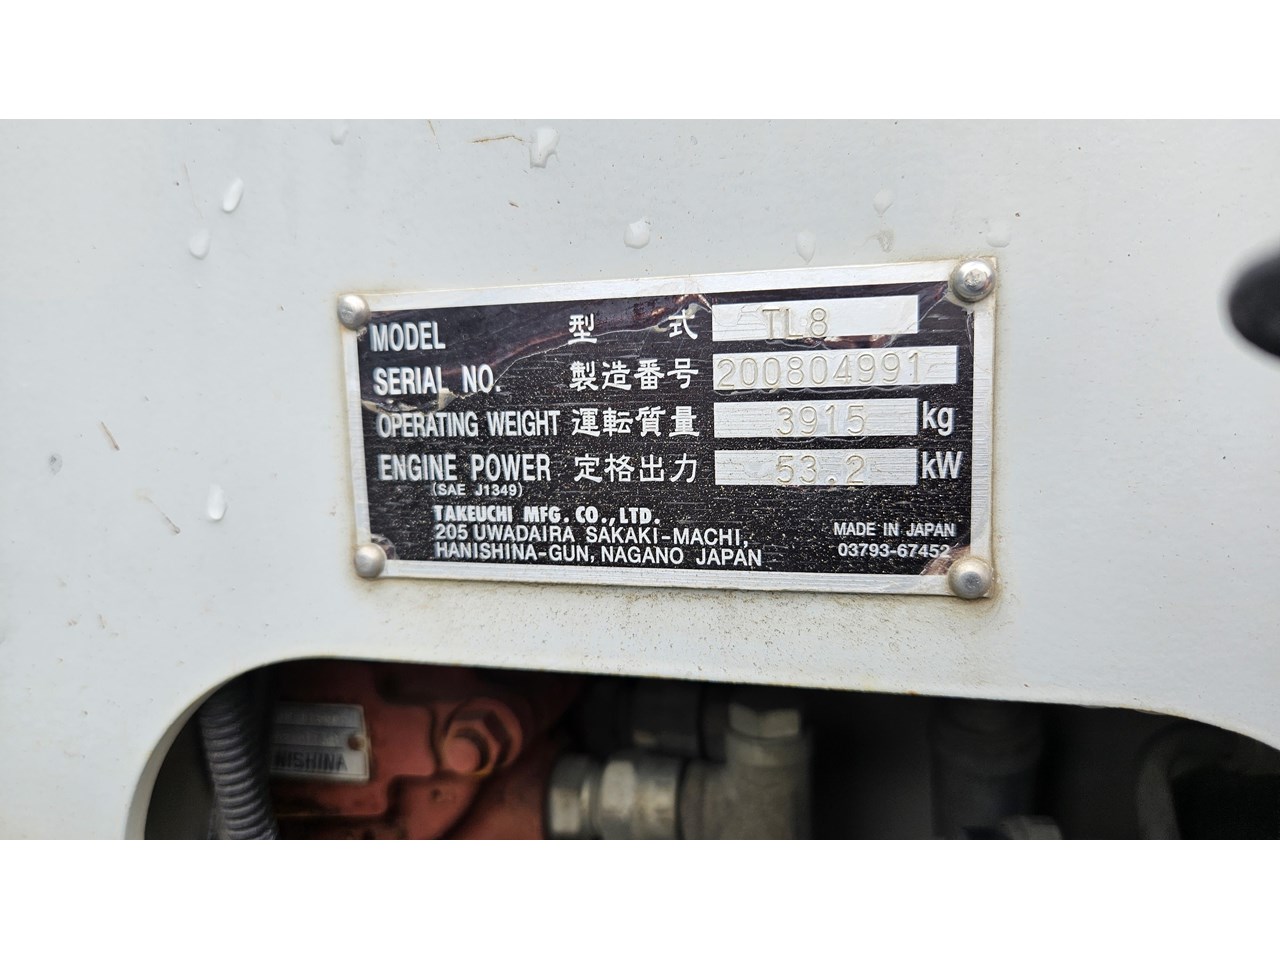 MODEL 型式 TL8
SERIAL NO. 製造番号 200804991
OPERATING WEIGHT 運転質量 3915 kg
ENGINE POWER 定格出力 53.2 kW
(SAE J1349)
TAKEUCHI MFG. CO.,LTD.
205 UWADAIRA SAKAKI-MACHI,
HANISHINA-GUN, NAGANO JAPAN
MADE IN JAPAN
03793-67452
NISHINA